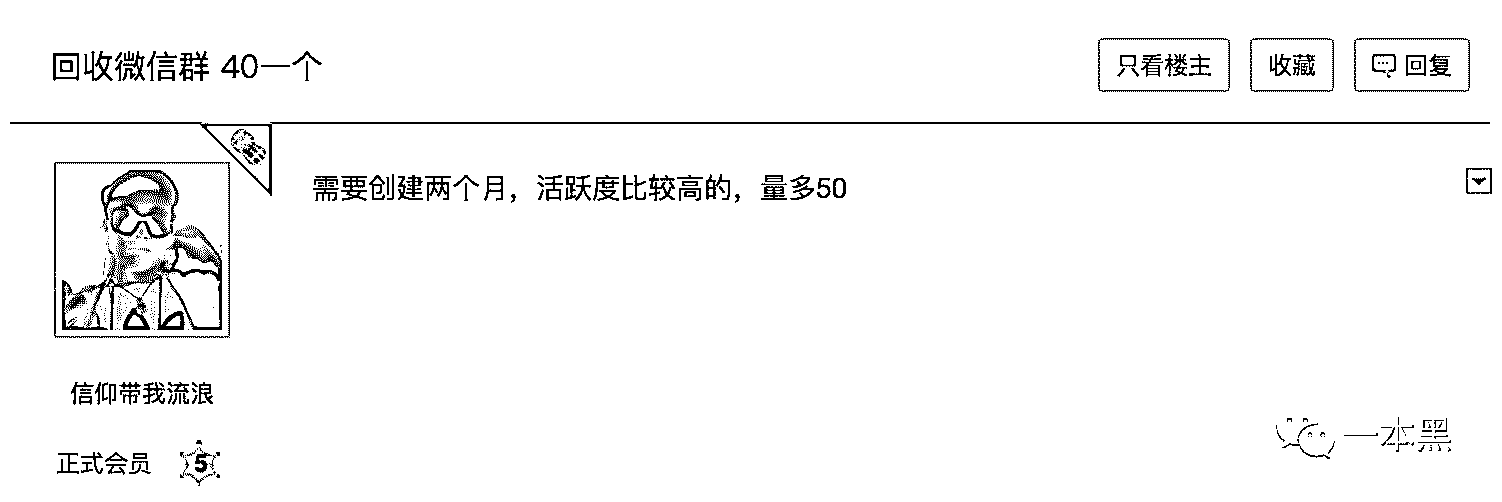 回收微信群 40一个
只看楼主 收藏 回复
需要创建两个月，活跃度比较高的，量多50
信仰带我流浪
正式会员 5
一本黑